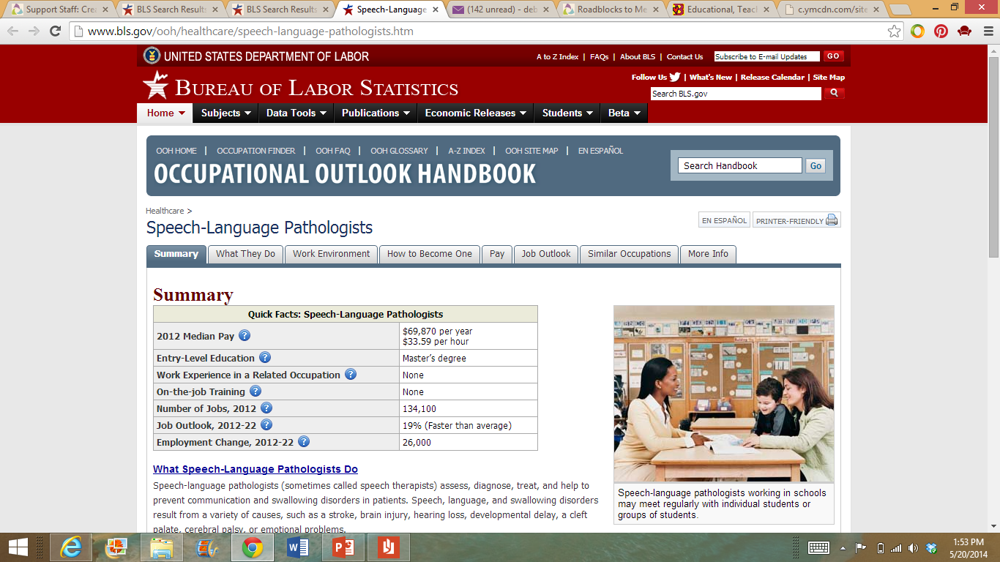 Support Staff: Crea
BLS Search Results
BLS Search Results
Speech-Language
(142 unread) - deb
Roadblocks to Me
Educational, Teach
c.ymcdn.com/site
www.bls.gov/ooh/healthcare/speech-language-pathologists.htm
UNITED STATES DEPARTMENT OF LABOR
A to Z Index | FAQs | About BLS | Contact Us
Subscribe to E-mail Updates GO
Follow Us | What's New | Release Calendar | Site Map
BUREAU OF LABOR STATISTICS
Search BLS.gov
Home Subjects Data Tools Publications Economic Releases Students Beta
OOH HOME | OCCUPATION FINDER | OOH FAQ | OOH GLOSSARY | A-Z INDEX | OOH SITE MAP | EN ESPAÑOL
OCCUPATIONAL OUTLOOK HANDBOOK
Search Handbook Go
Healthcare >
Speech-Language Pathologists
EN ESPAÑOL PRINTER-FRIENDLY
Summary What They Do Work Environment How to Become One Pay Job Outlook Similar Occupations More Info
Summary
Quick Facts: Speech-Language Pathologists
2012 Median Pay ? $69,870 per year
$33.59 per hour
Entry-Level Education ? Master's degree
Work Experience in a Related Occupation ? None
On-the-job Training ? None
Number of Jobs, 2012 ? 134,100
Job Outlook, 2012-22 ? 19% (Faster than average)
Employment Change, 2012-22 ? 26,000
What Speech-Language Pathologists Do
Speech-language pathologists (sometimes called speech therapists) assess, diagnose, treat, and help to
prevent communication and swallowing disorders in patients. Speech, language, and swallowing disorders
result from a variety of causes, such as a stroke, brain injury, hearing loss, developmental delay, a cleft
palate, cerebral palsy, or emotional problems.
Speech-language pathologists working in schools
may meet regularly with individual students or
groups of students.
1:53 PM
5/20/2014